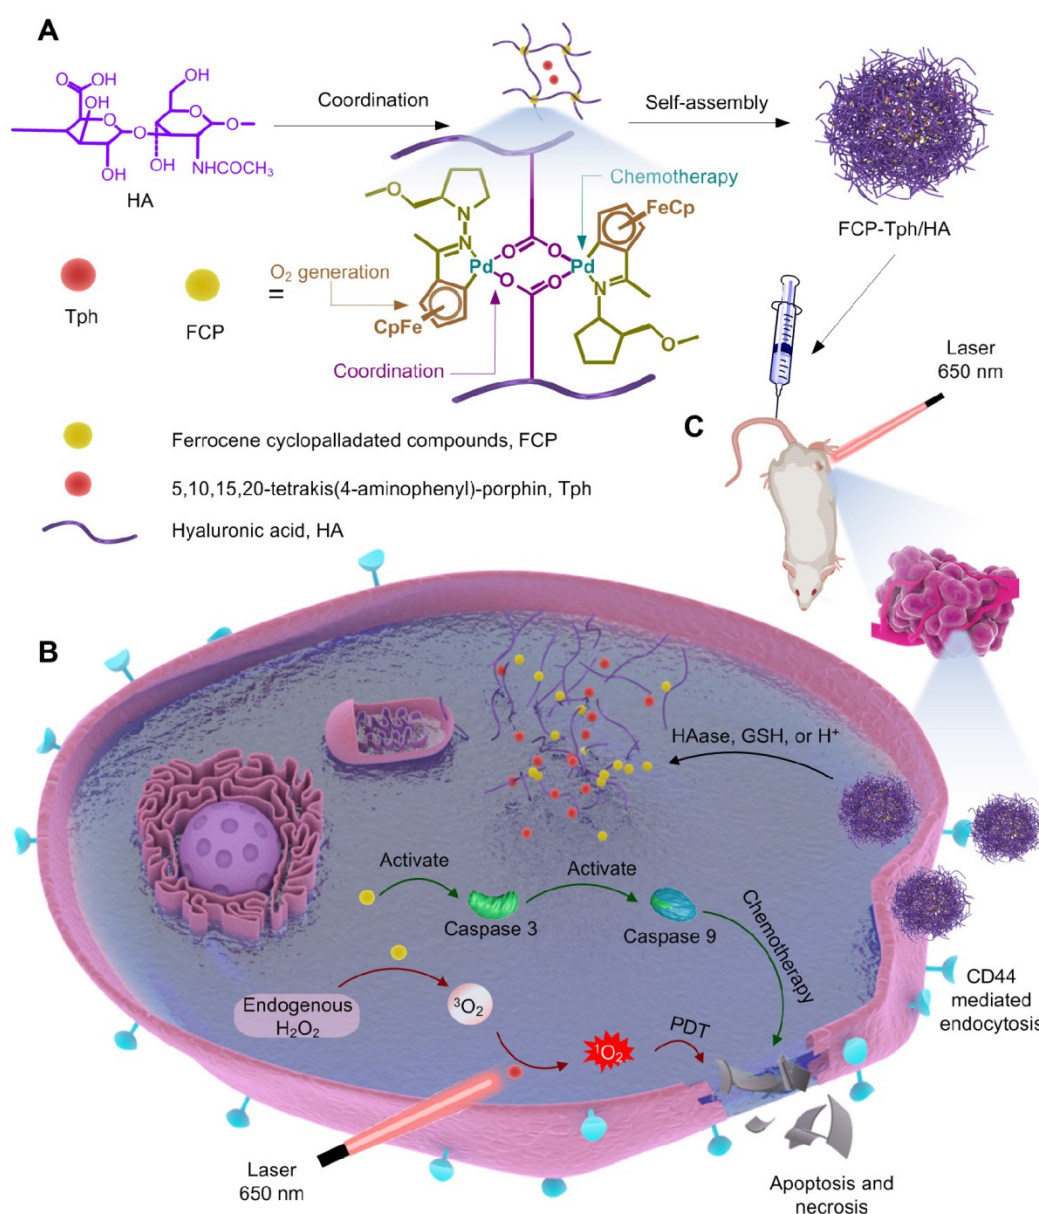 A
COOH
O
OH
OH
O
O
OH
OH
O
O
OH
NHCOCH₃
HA
Coordination
Self-assembly
FCP-Tph/HA
Tph
FCP
=
O₂ generation
Chemotherapy
O
N
N
Pd
O
O
O
O
Pd
N
O
FeCp
CpFe
Coordination
Ferrocene cyclopalladated compounds, FCP
5,10,15,20-tetrakis(4-aminophenyl)-porphin, Tph
Hyaluronic acid, HA
C
Laser
650 nm
B
HAase, GSH, or H⁺
Activate
Caspase 3
Activate
Caspase 9
Chemotherapy
Endogenous
H₂O₂
³O₂
¹O₂
PDT
CD44
mediated
endocytosis
Laser
650 nm
Apoptosis and
necrosis